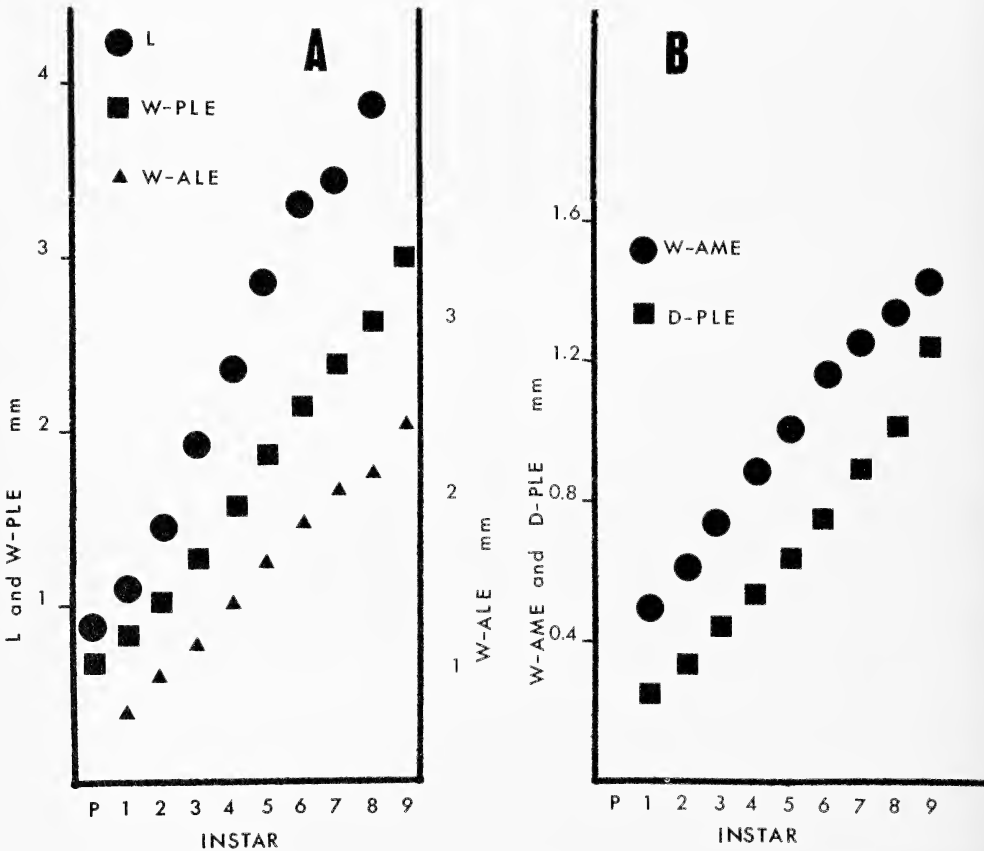 A
L
W-PLE
W-ALE
4
3
2
1
L and W-PLE mm
3
2
1
W-ALE mm
P 1 2 3 4 5 6 7 8 9
INSTAR
B
W-AME
D-PLE
1.6
1.2
0.8
0.4
W-AME and D-PLE mm
P 1 2 3 4 5 6 7 8 9
INSTAR